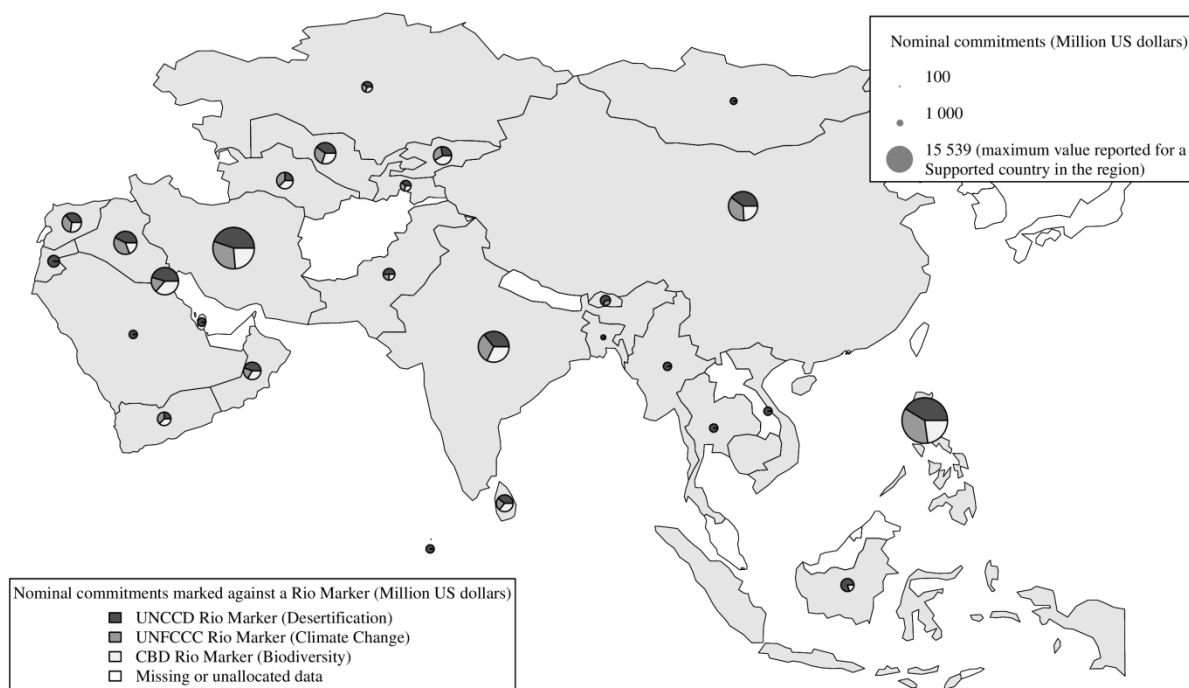 Nominal commitments (Million US dollars)
100
1 000
15 539 (maximum value reported for a
Supported country in the region)
Nominal commitments marked against a Rio Marker (Million US dollars)
UNCCD Rio Marker (Desertification)
UNFCCC Rio Marker (Climate Change)
CBD Rio Marker (Biodiversity)
Missing or unallocated data